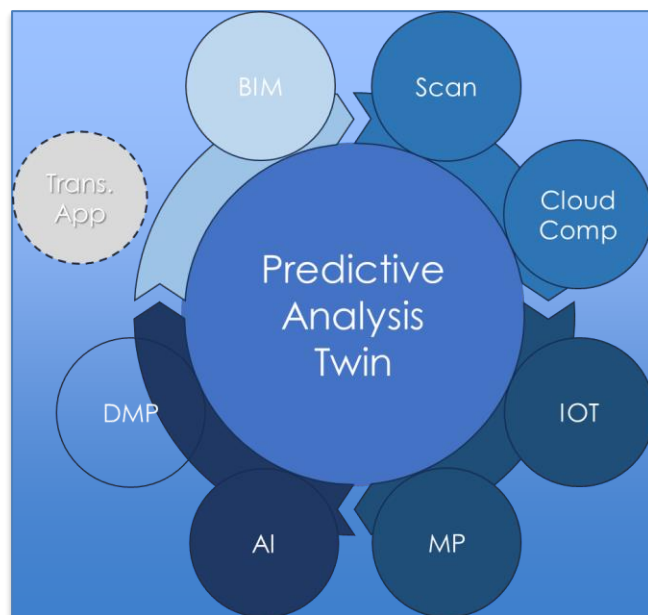 BIM
Scan
Trans.
App
Cloud
Comp
Predictive
Analysis
Twin
DMP
IOT
AI
MP